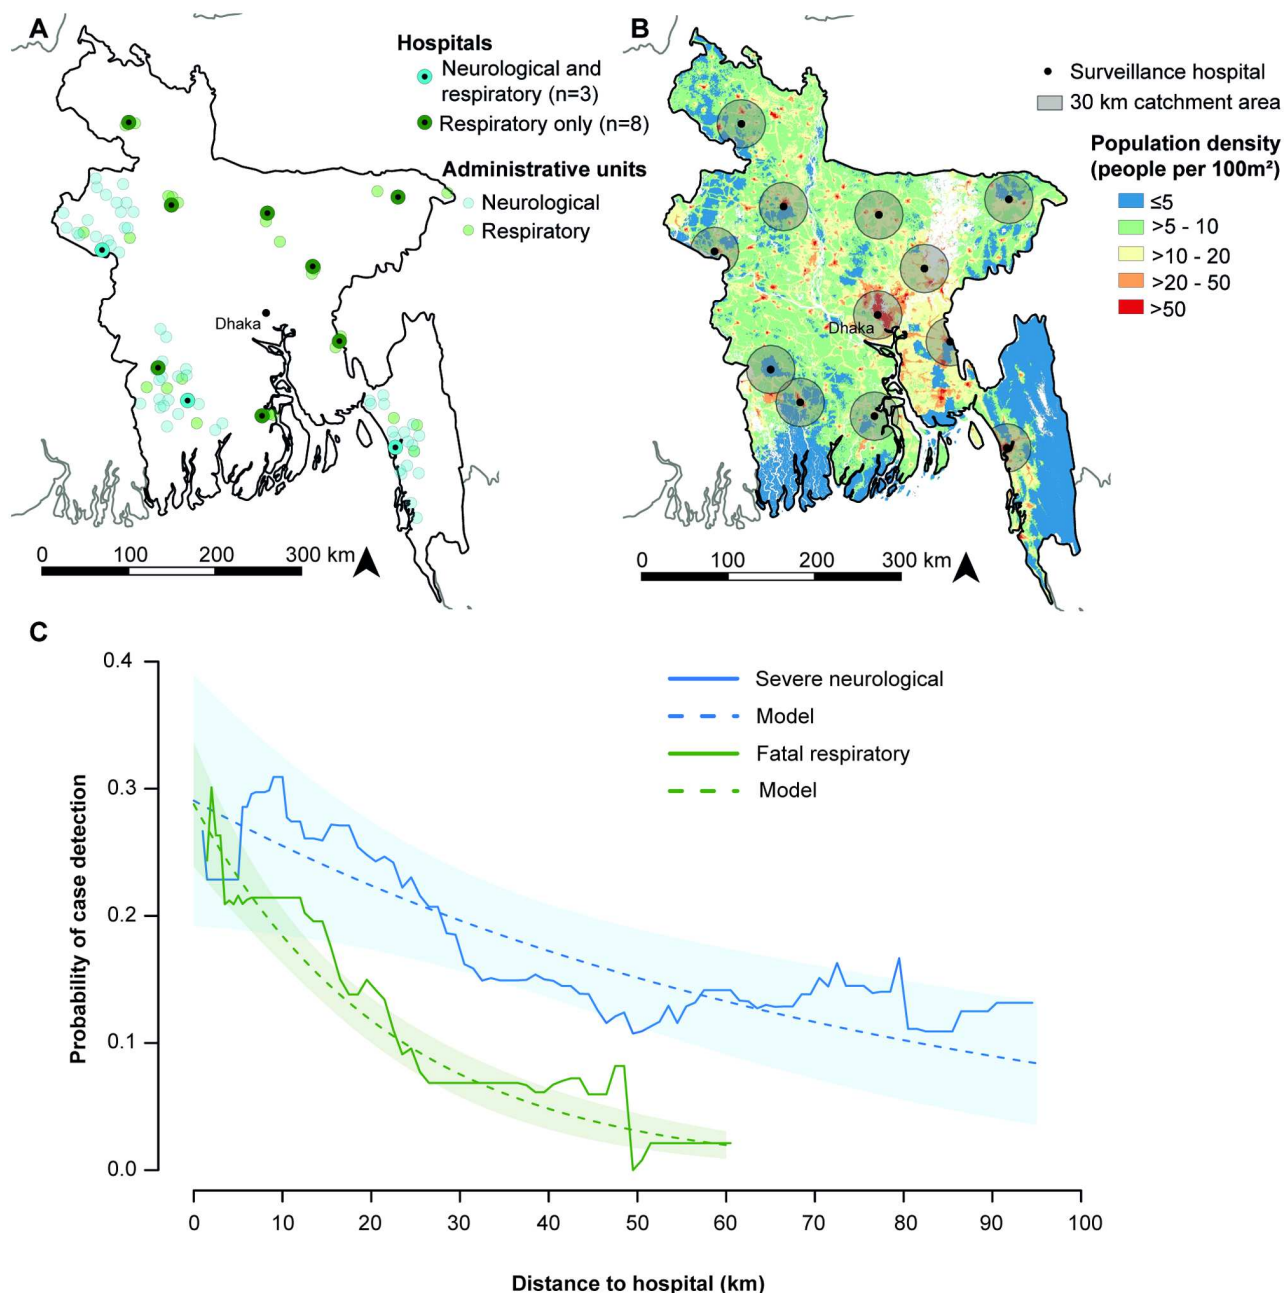 A
Hospitals
Neurological and
respiratory (n=3)
Respiratory only (n=8)
Administrative units
Neurological
Respiratory
Dhaka
0 100 200 300 km
B
Surveillance hospital
30 km catchment area
Population density
(people per 100m²)
≤5
>5 - 10
>10 - 20
>20 - 50
>50
Dhaka
0 100 200 300 km
C
Probability of case detection
0.4
0.3
0.2
0.1
0.0
Severe neurological
Model
Fatal respiratory
Model
0 10 20 30 40 50 60 70 80 90 100
Distance to hospital (km)